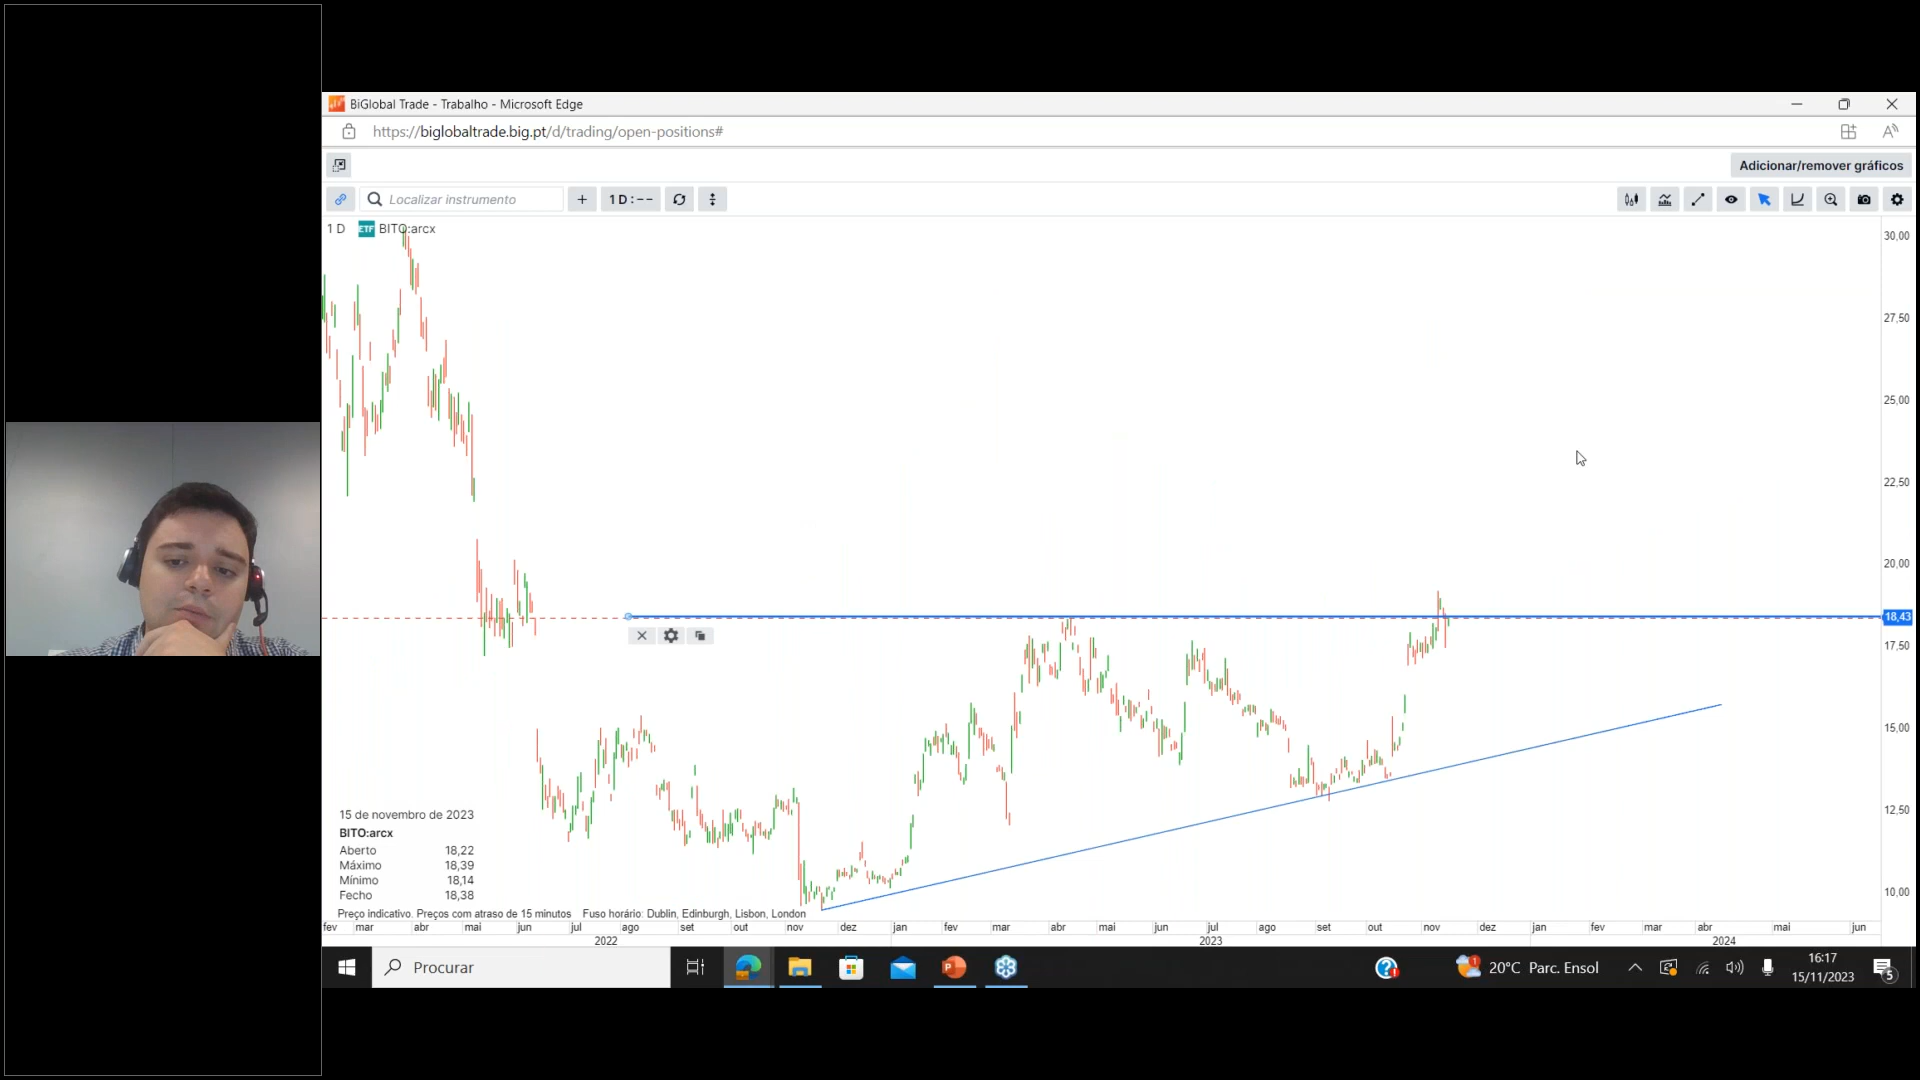 BiGlobal Trade - Trabalho - Microsoft Edge
https://biglobaltrade.big.pt/d/trading/open-positions#
Adicionar/remover gráficos
Localizar instrumento
1 D : - -
1 D ETF BITO:arcx
30,00
27,50
25,00
22,50
20,00
18,43
17,50
15,00
12,50
10,00
15 de novembro de 2023
BITO:arcx
Aberto 18,22
Máximo 18,39
Mínimo 18,14
Fecho 18,38
Preço indicativo. Preços com atraso de 15 minutos Fuso horário: Dublin, Edinburgh, Lisbon, London
fev mar abr mai jun jul ago set out nov dez jan fev mar abr mai jun jul ago set out nov dez jan fev mar abr mai jun
2022 2023 2024
Procurar
20°C Parc. Ensol
16:17
15/11/2023
5